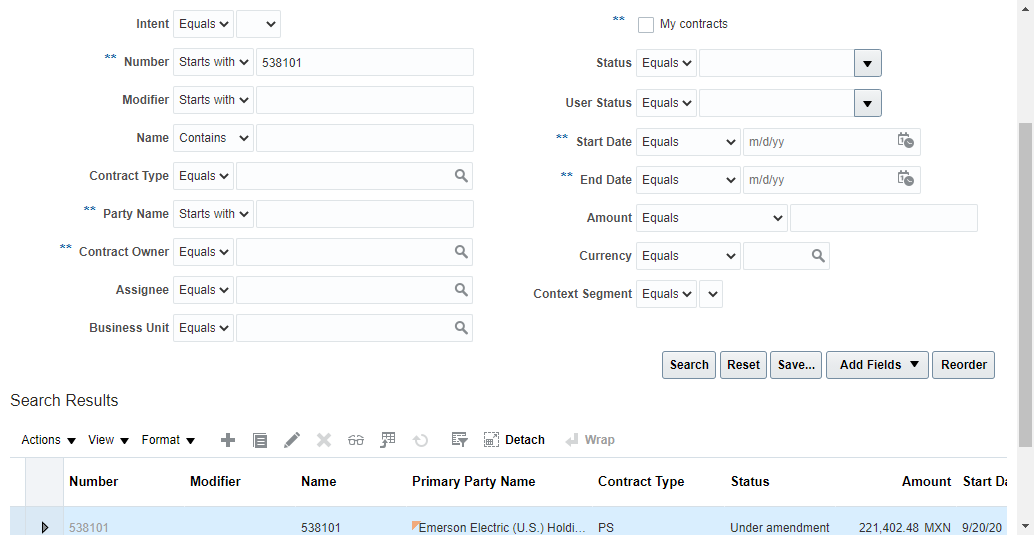 Intent Equals
** Number Starts with 538101
Modifier Starts with
Name Contains
Contract Type Equals
** Party Name Starts with
** Contract Owner Equals
Assignee Equals
Business Unit Equals
** My contracts
Status Equals
User Status Equals
** Start Date Equals m/d/yy
** End Date Equals m/d/yy
Amount Equals
Currency Equals
Context Segment Equals
Search Reset Save... Add Fields Reorder
Search Results
Actions View Format Detach Wrap
Number Modifier Name Primary Party Name Contract Type Status Amount Start Da
538101 538101 Emerson Electric (U.S.) Holdi... PS Under amendment 221,402.48 MXN 9/20/20